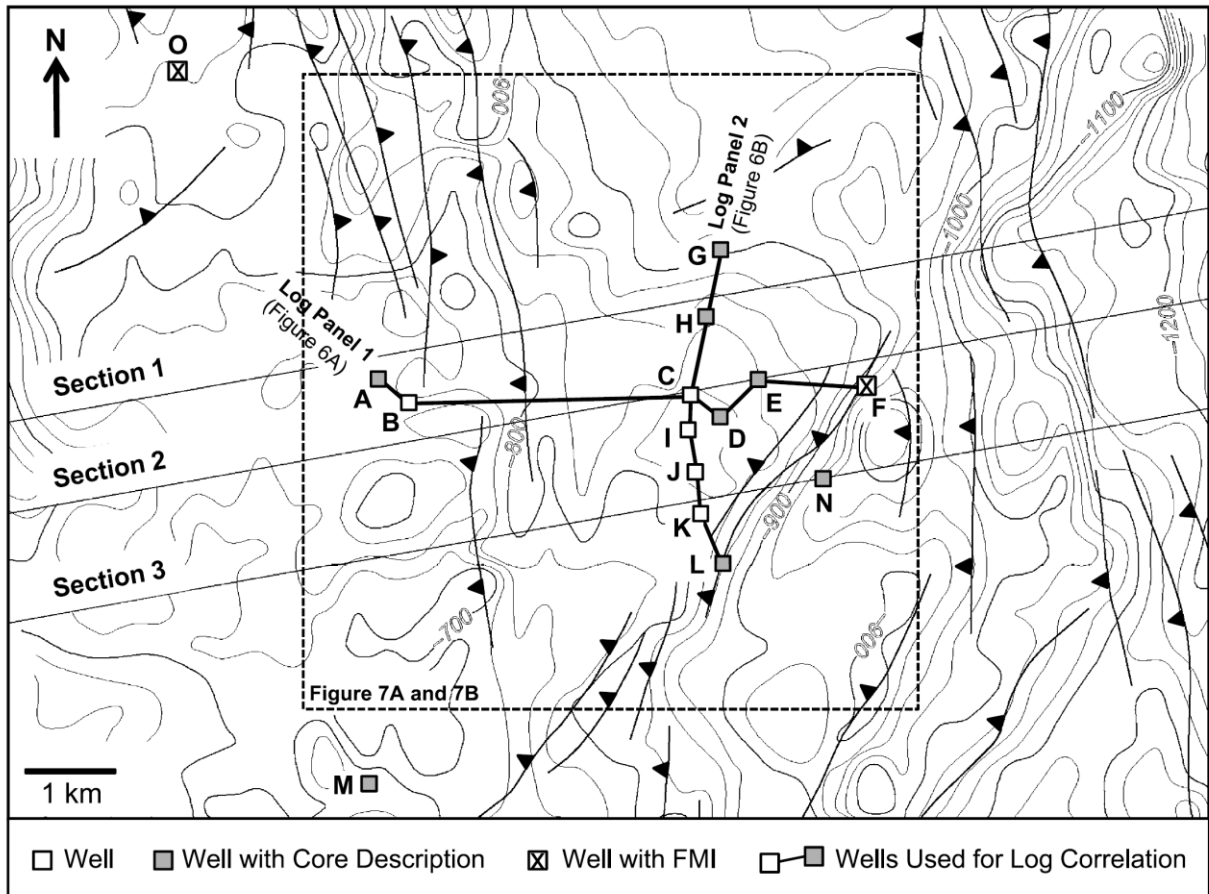 N
O
900
--1100
Log Panel 2
(Figure 6B)
--1000
G
Log Panel 1
(Figure 6A)
H
--1200
Section 1
C
A
E
F
B
D
--800
I
Section 2
J
N
K
--900
Section 3
L
--700
900
Figure 7A and 7B
M
1 km
Well
Well with Core Description
Well with FMI
Wells Used for Log Correlation